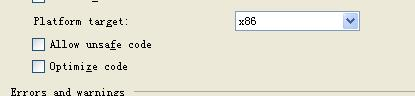 Platform target: x86
Allow unsafe code
Optimize code
Errors and warnings